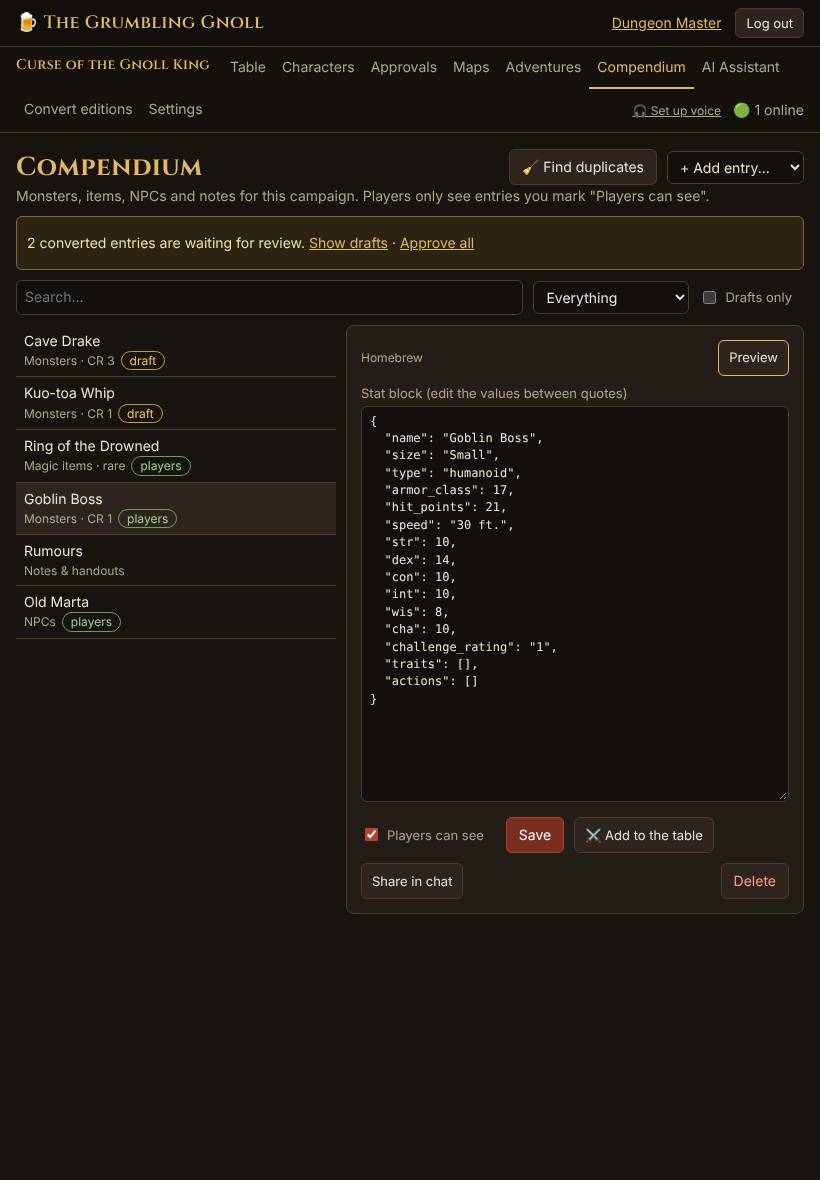 The Grumbling Gnoll
Dungeon Master
Log out
Curse of the Gnoll King
Table
Characters
Approvals
Maps
Adventures
Compendium
AI Assistant
Convert editions
Settings
Set up voice
1 online
Compendium
Find duplicates
+ Add entry...
Monsters, items, NPCs and notes for this campaign. Players only see entries you mark "Players can see".
2 converted entries are waiting for review. Show drafts · Approve all
Search...
Everything
Drafts only
Cave Drake
Monsters · CR 3 draft
Kuo-toa Whip
Monsters · CR 1 draft
Ring of the Drowned
Magic items · rare players
Goblin Boss
Monsters · CR 1 players
Rumours
Notes & handouts
Old Marta
NPCs players
Homebrew
Preview
Stat block (edit the values between quotes)
{
  "name": "Goblin Boss",
  "size": "Small",
  "type": "humanoid",
  "armor_class": 17,
  "hit_points": 21,
  "speed": "30 ft.",
  "str": 10,
  "dex": 14,
  "con": 10,
  "int": 10,
  "wis": 8,
  "cha": 10,
  "challenge_rating": "1",
  "traits": [],
  "actions": []
}
Players can see
Save
Add to the table
Share in chat
Delete